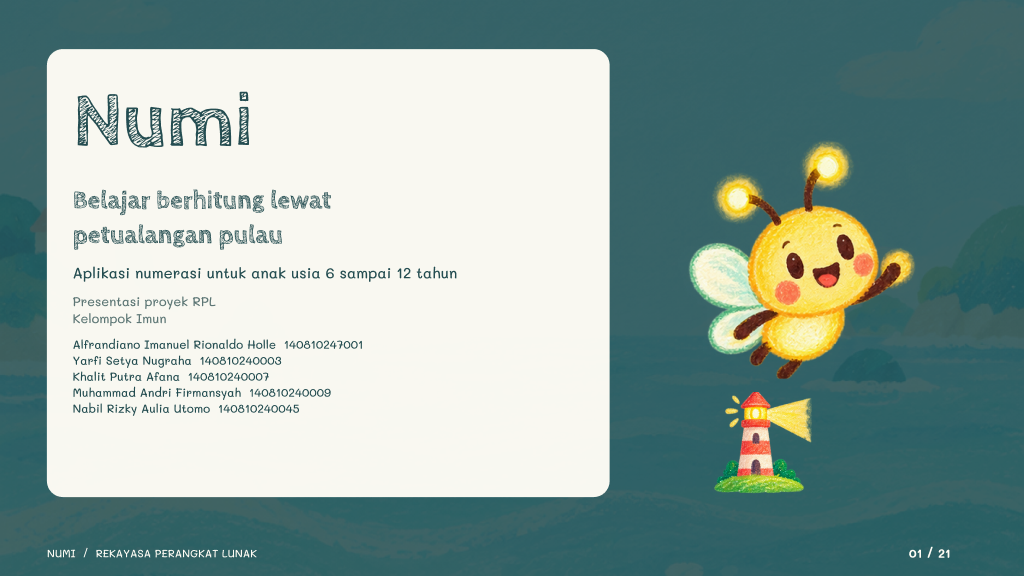 Numi
Belajar berhitung lewat
petualangan pulau
Aplikasi numerasi untuk anak usia 6 sampai 12 tahun
Presentasi proyek RPL
Kelompok Imun
Alfrandiano Imanuel Rionaldo Holle 140810247001
Yarfi Setya Nugraha 140810240003
Khalit Putra Afana 140810240007
Muhammad Andri Firmansyah 140810240009
Nabil Rizky Aulia Utomo 140810240045
NUMI / REKAYASA PERANGKAT LUNAK
01 / 21